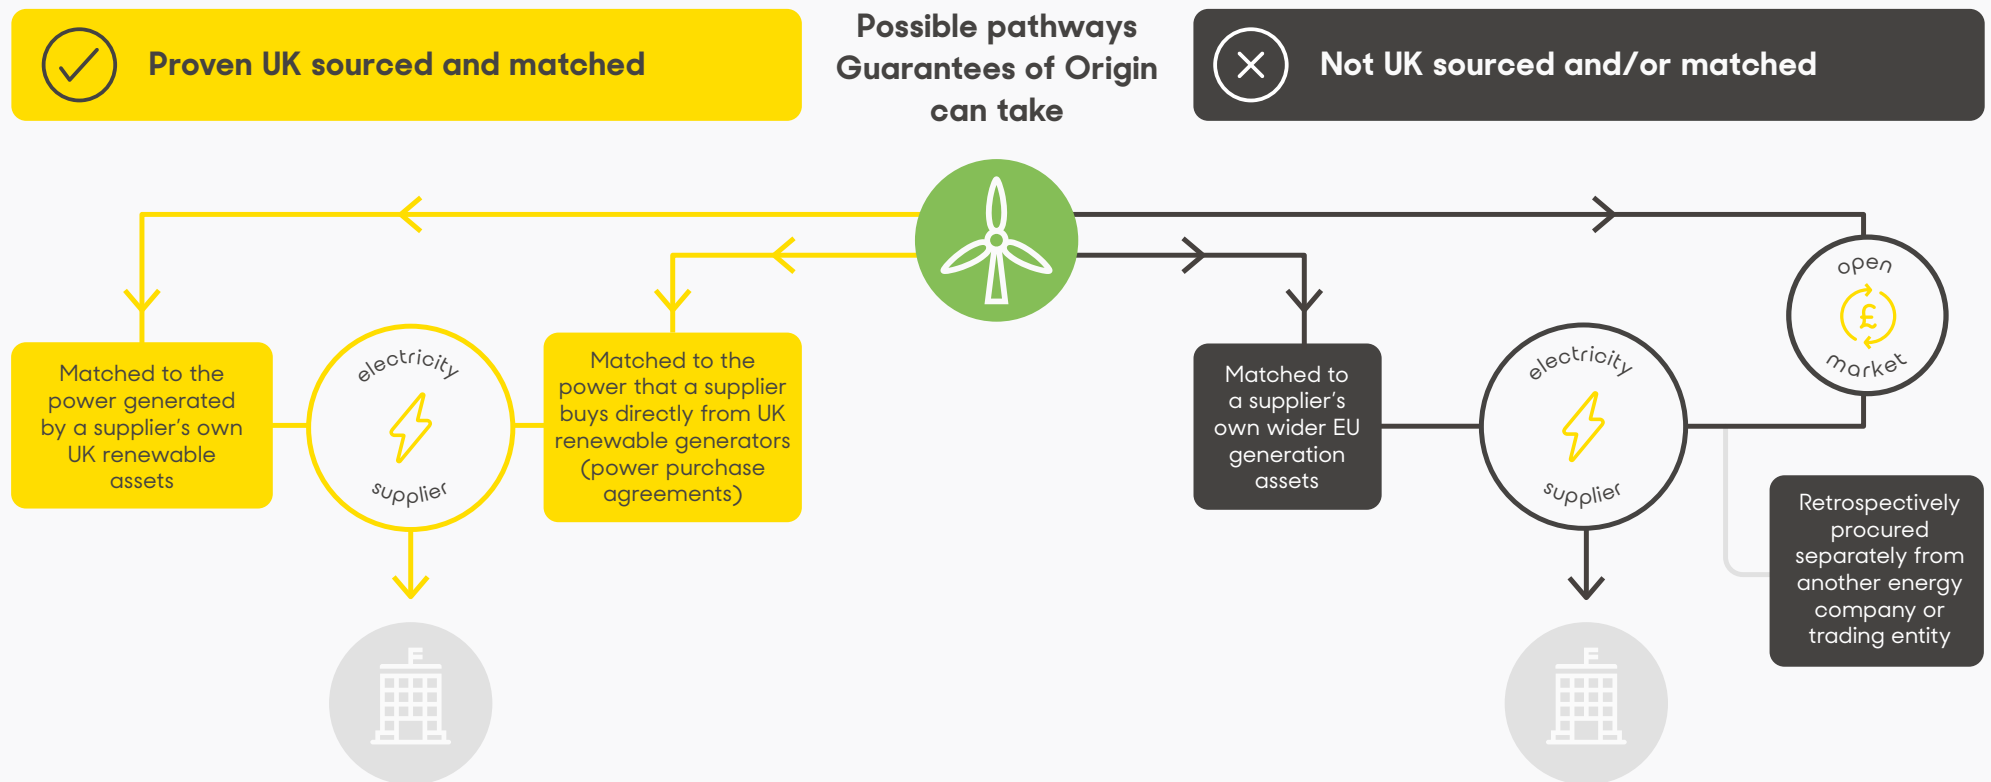 Proven UK sourced and matched
Possible pathways
Guarantees of Origin
can take
Not UK sourced and/or matched
Matched to the
power generated
by a supplier's own
UK renewable
assets
electricity
supplier
Matched to the
power that a supplier
buys directly from UK
renewable generators
(power purchase
agreements)
Matched to
a supplier's
own wider EU
generation
assets
electricity
supplier
open
£
market
Retrospectively
procured
separately from
another energy
company or
trading entity